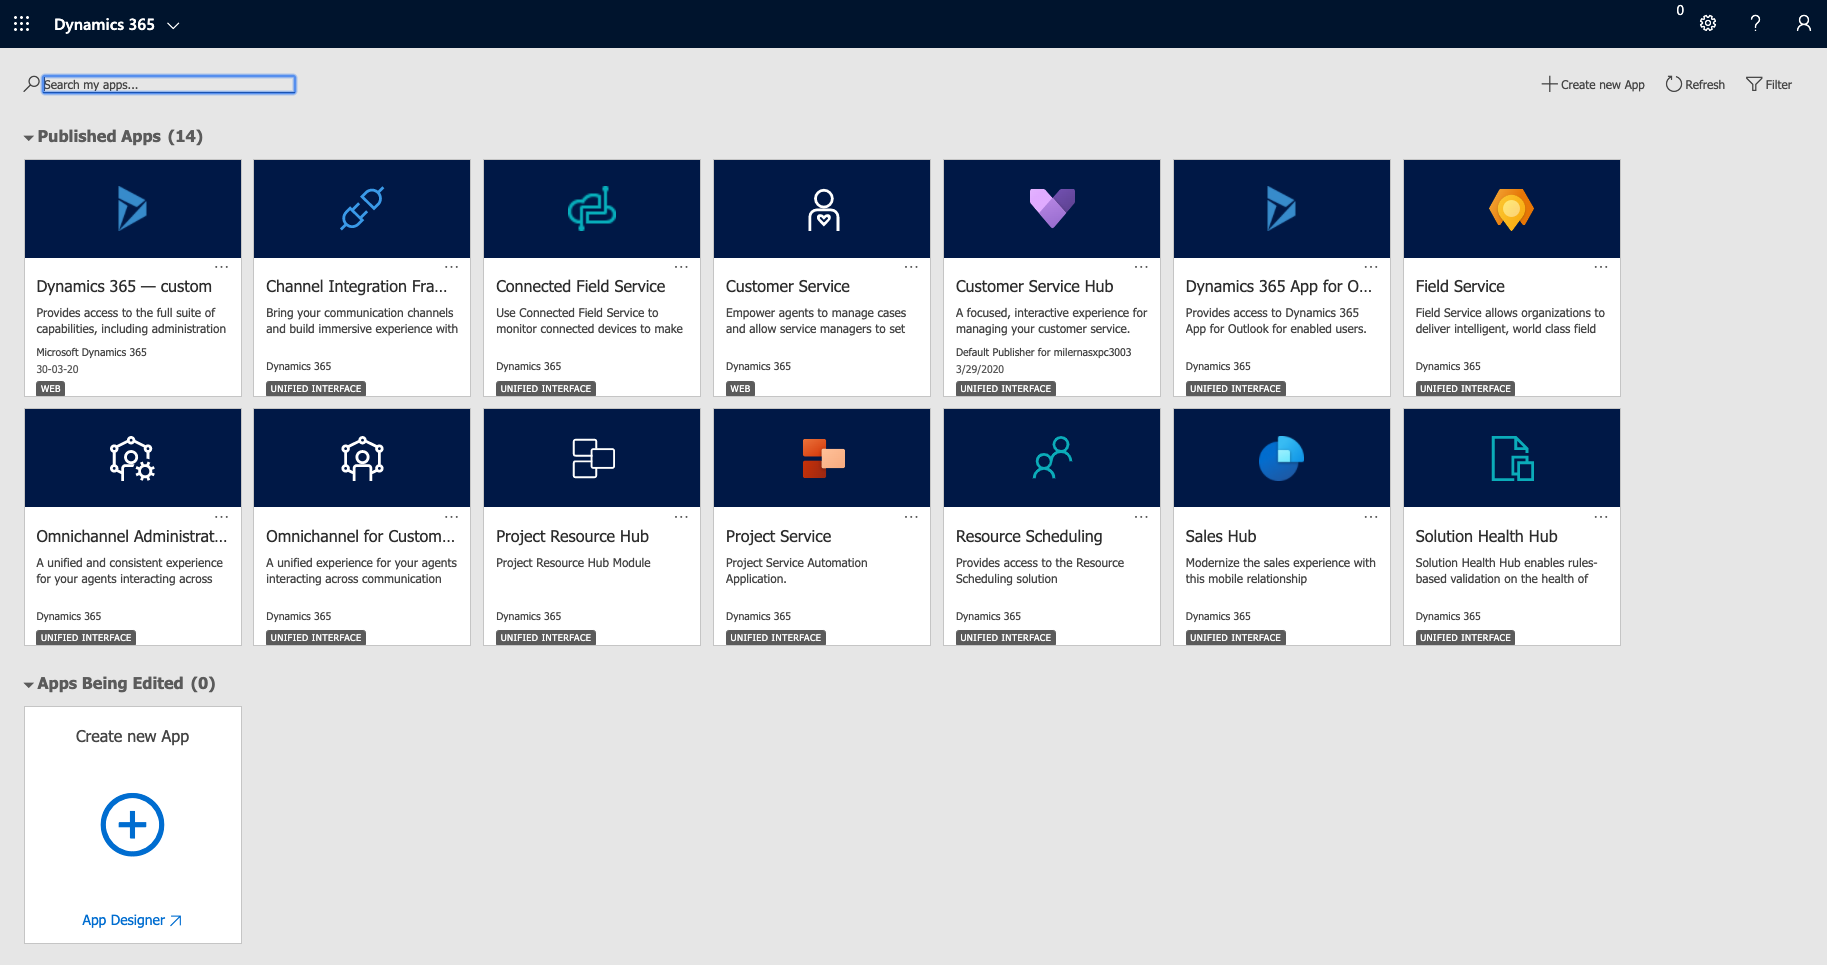 Dynamics 365
0
Search my apps...
Create new App
Refresh
Filter
Published Apps (14)
Dynamics 365 — custom
Provides access to the full suite of
capabilities, including administration
Microsoft Dynamics 365
30-03-20
WEB
Channel Integration Fra...
Bring your communication channels
and build immersive experience with
Dynamics 365
UNIFIED INTERFACE
Connected Field Service
Use Connected Field Service to
monitor connected devices to make
Dynamics 365
UNIFIED INTERFACE
Customer Service
Empower agents to manage cases
and allow service managers to set
Dynamics 365
WEB
Customer Service Hub
A focused, interactive experience for
managing your customer service.
Default Publisher for milernasxpc3003
3/29/2020
UNIFIED INTERFACE
Dynamics 365 App for O...
Provides access to Dynamics 365
App for Outlook for enabled users.
Dynamics 365
UNIFIED INTERFACE
Field Service
Field Service allows organizations to
deliver intelligent, world class field
Dynamics 365
UNIFIED INTERFACE
Omnichannel Administrat...
A unified and consistent experience
for your agents interacting across
Dynamics 365
UNIFIED INTERFACE
Omnichannel for Custom...
A unified experience for your agents
interacting across communication
Dynamics 365
UNIFIED INTERFACE
Project Resource Hub
Project Resource Hub Module
Dynamics 365
UNIFIED INTERFACE
Project Service
Project Service Automation
Application.
Dynamics 365
UNIFIED INTERFACE
Resource Scheduling
Provides access to the Resource
Scheduling solution
Dynamics 365
UNIFIED INTERFACE
Sales Hub
Modernize the sales experience with
this mobile relationship
Dynamics 365
UNIFIED INTERFACE
Solution Health Hub
Solution Health Hub enables rules-
based validation on the health of
Dynamics 365
UNIFIED INTERFACE
Apps Being Edited (0)
Create new App
App Designer